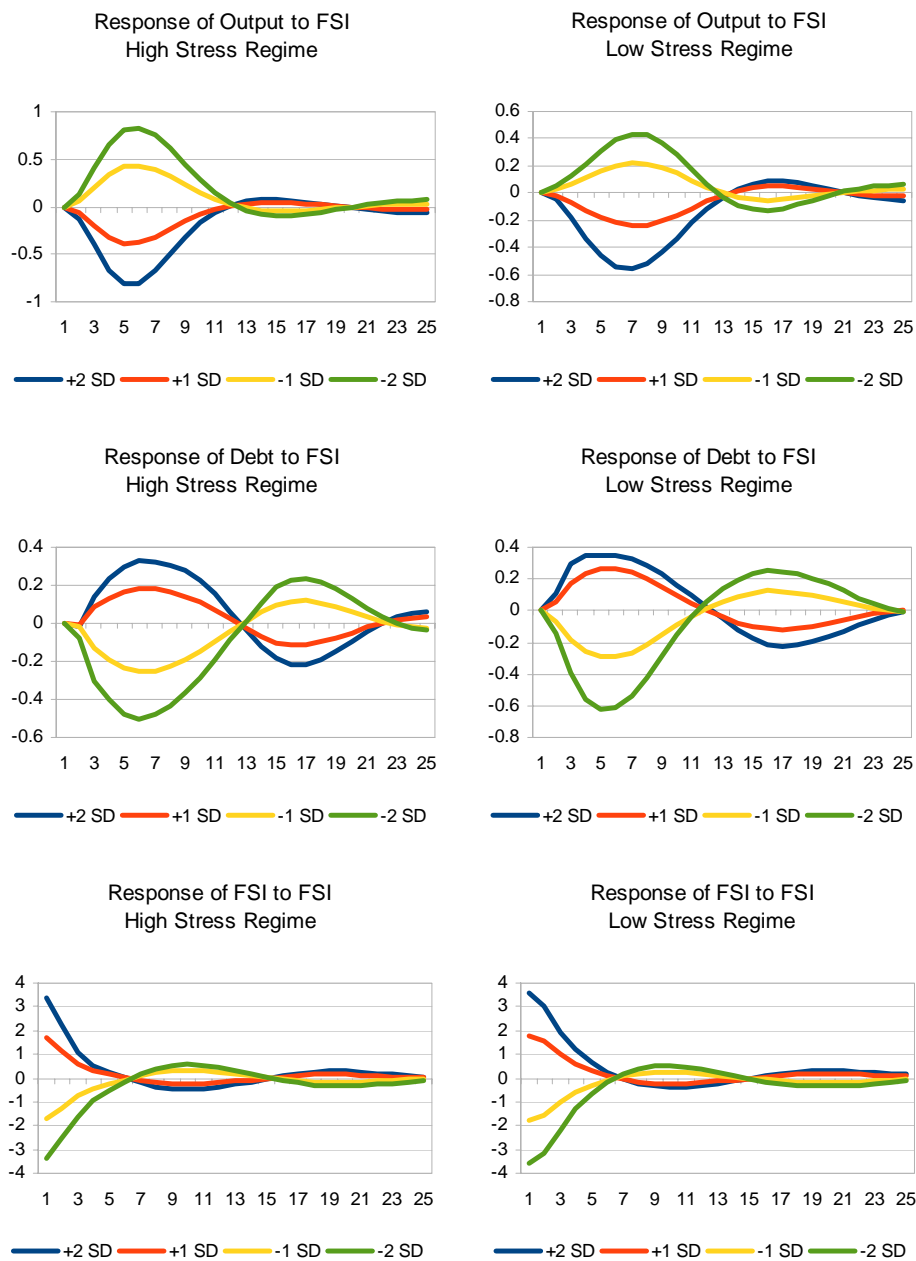 Response of Output to FSI
High Stress Regime
1
0.5
0
-0.5
-1
1 3 5 7 9 11 13 15 17 19 21 23 25
+2 SD +1 SD -1 SD -2 SD
Response of Output to FSI
Low Stress Regime
0.6
0.4
0.2
0
-0.2
-0.4
-0.6
-0.8
1 3 5 7 9 11 13 15 17 19 21 23 25
+2 SD +1 SD -1 SD -2 SD
Response of Debt to FSI
High Stress Regime
0.4
0.2
0
-0.2
-0.4
-0.6
1 3 5 7 9 11 13 15 17 19 21 23 25
+2 SD +1 SD -1 SD -2 SD
Response of Debt to FSI
Low Stress Regime
0.4
0.2
0
-0.2
-0.4
-0.6
-0.8
1 3 5 7 9 11 13 15 17 19 21 23 25
+2 SD +1 SD -1 SD -2 SD
Response of FSI to FSI
High Stress Regime
4
3
2
1
0
-1
-2
-3
-4
1 3 5 7 9 11 13 15 17 19 21 23 25
+2 SD +1 SD -1 SD -2 SD
Response of FSI to FSI
Low Stress Regime
4
3
2
1
0
-1
-2
-3
-4
1 3 5 7 9 11 13 15 17 19 21 23 25
+2 SD +1 SD -1 SD -2 SD